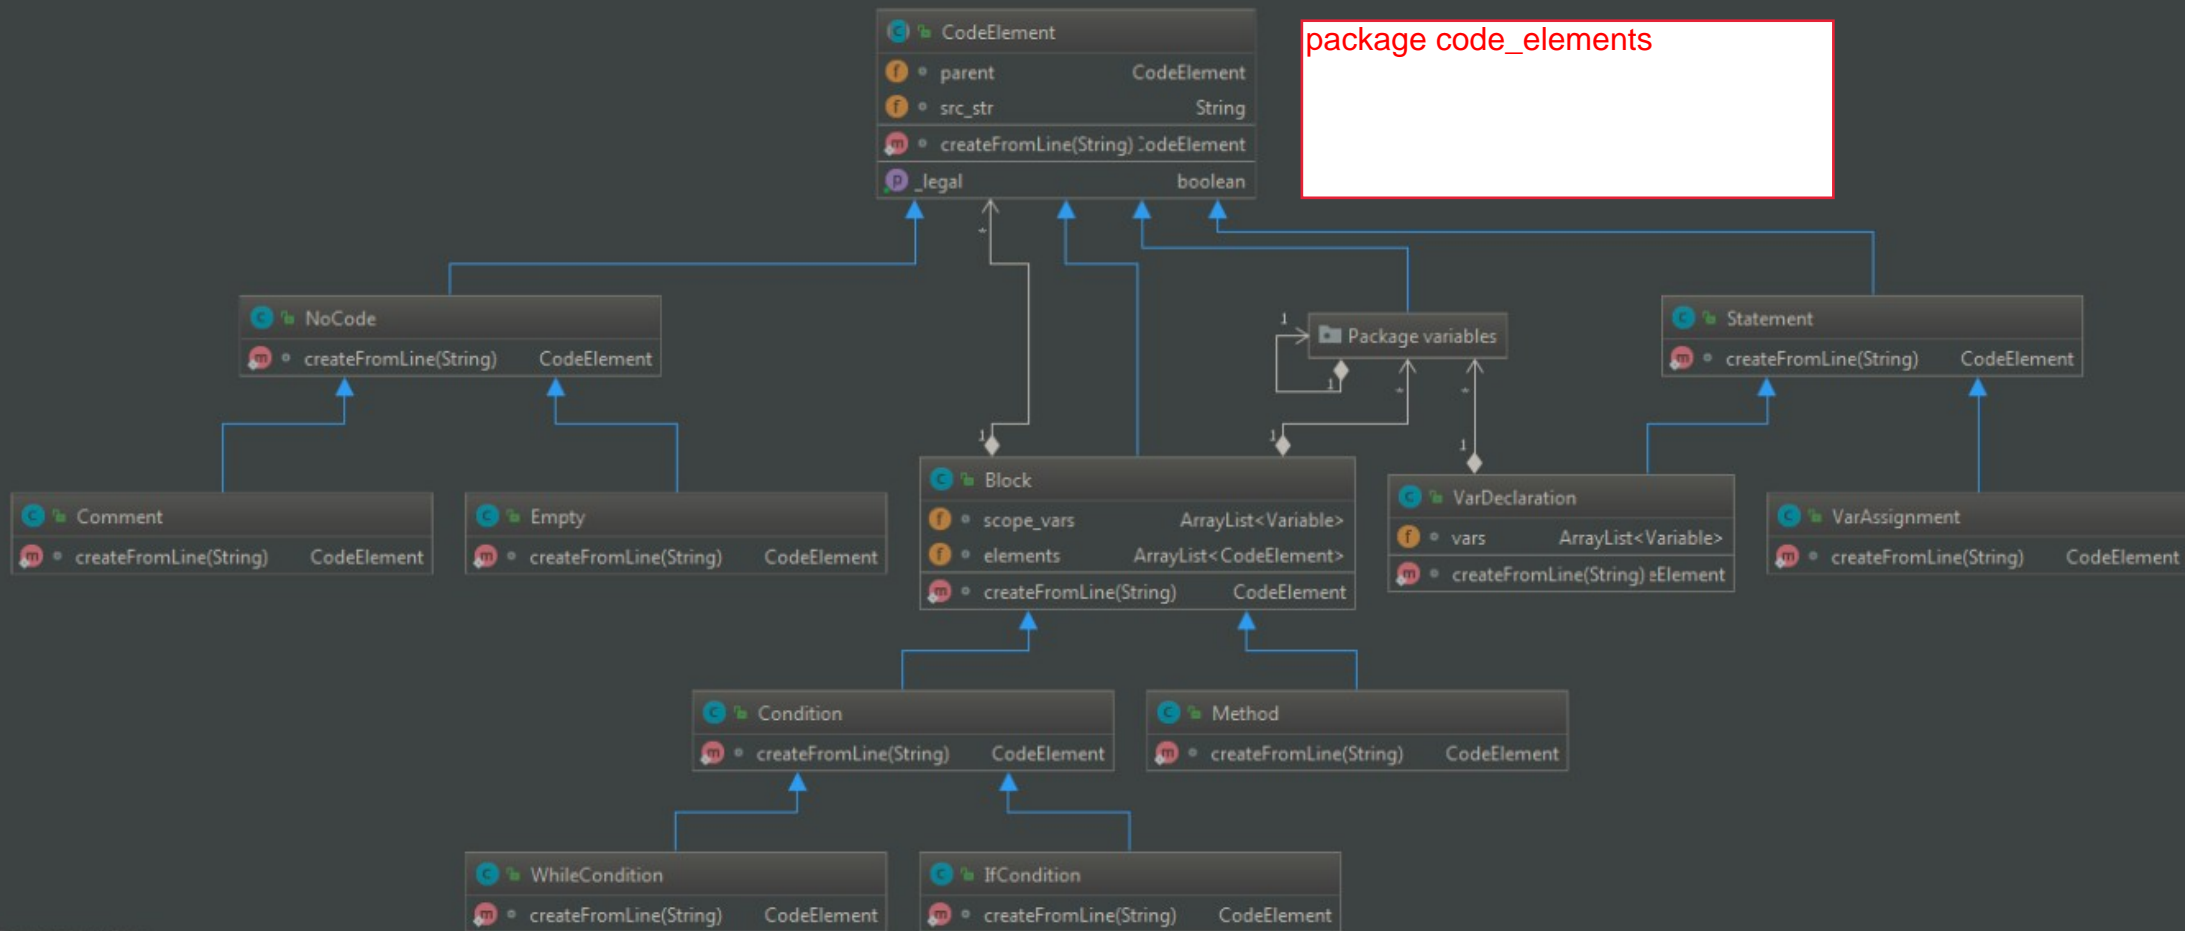 CodeElement
parent CodeElement
src_str String
createFromLine(String) CodeElement
_legal boolean
package code_elements
*
NoCode
createFromLine(String) CodeElement
1
Package variables
1
*
*
Statement
createFromLine(String) CodeElement
Comment
createFromLine(String) CodeElement
Empty
createFromLine(String) CodeElement
1
1
Block
scope_vars ArrayList<Variable>
elements ArrayList<CodeElement>
createFromLine(String) CodeElement
1
VarDeclaration
vars ArrayList<Variable>
createFromLine(String) eElement
VarAssignment
createFromLine(String) CodeElement
Condition
createFromLine(String) CodeElement
Method
createFromLine(String) CodeElement
WhileCondition
createFromLine(String) CodeElement
IfCondition
createFromLine(String) CodeElement